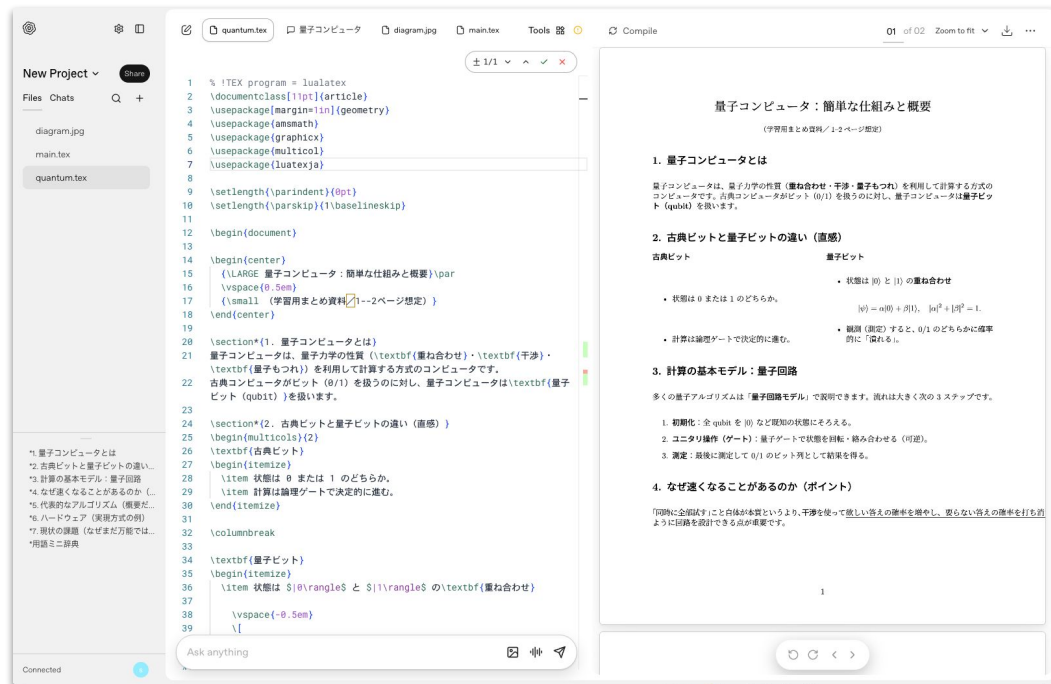 New Project
Share
Files Chats
diagram.jpg
main.tex
quantum.tex
*1. 量子コンピュータとは
*2. 古典ビットと量子ビットの違い...
*3. 計算の基本モデル：量子回路
*4. なぜ速くなることがあるのか（...
*5. 代表的なアルゴリズム（概要だ...
*6. ハードウェア（実現方式の例）
*7. 現状の課題（なぜまだ万能では...
*用語ミニ辞典
Connected
quantum.tex 量子コンピュータ diagram.jpg main.tex Tools
± 1/1
1 % !TEX program = lualatex
2 \documentclass[11pt]{article}
3 \usepackage[margin=1in]{geometry}
4 \usepackage{amsmath}
5 \usepackage{graphicx}
6 \usepackage{multicol}
7 \usepackage{luatexja}
8
9 \setlength{\parindent}{0pt}
10 \setlength{\parskip}{1\baselineskip}
11
12 \begin{document}
13
14 \begin{center}
15 {\LARGE 量子コンピュータ：簡単な仕組みと概要}\par
16 \vspace{0.5em}
17 {\small （学習用まとめ資料／1--2ページ想定）}
18 \end{center}
19
20 \section*{1. 量子コンピュータとは}
21 量子コンピュータは、量子力学の性質（\textbf{重ね合わせ}・\textbf{干渉}・
\textbf{量子もつれ}）を利用して計算する方式のコンピュータです。
22 古典コンピュータがビット（0/1）を扱うのに対し、量子コンピュータは\textbf{量子
ビット（qubit）}を扱います。
23
24 \section*{2. 古典ビットと量子ビットの違い（直感）}
25 \begin{multicols}{2}
26 \textbf{古典ビット}
27 \begin{itemize}
28 \item 状態は 0 または 1 のどちらか。
29 \item 計算は論理ゲートで決定的に進む。
30 \end{itemize}
31
32 \columnbreak
33
34 \textbf{量子ビット}
35 \begin{itemize}
36 \item 状態は $|0\rangle$ と $|1\rangle$ の\textbf{重ね合わせ}
37
38 \vspace{-0.5em}
39 \[
Ask anything
Compile
01 of 02 Zoom to fit
量子コンピュータ：簡単な仕組みと概要
（学習用まとめ資料／1–2 ページ想定）
1. 量子コンピュータとは
量子コンピュータは、量子力学の性質（重ね合わせ・干渉・量子もつれ）を利用して計算する方式の
コンピュータです。古典コンピュータがビット（0/1）を扱うのに対し、量子コンピュータは量子ビッ
ト（qubit）を扱います。
2. 古典ビットと量子ビットの違い（直感）
古典ビット
• 状態は 0 または 1 のどちらか。
• 計算は論理ゲートで決定的に進む。
量子ビット
• 状態は |0⟩ と |1⟩ の重ね合わせ
|ψ⟩ = α|0⟩ + β|1⟩, |α|² + |β|² = 1.
• 観測（測定）すると、0/1 のどちらかに確率
的に「潰れる」。
3. 計算の基本モデル：量子回路
多くの量子アルゴリズムは「量子回路モデル」で説明できます。流れは大きく次の 3 ステップです。
1. 初期化：全 qubit を |0⟩ など既知の状態にそろえる。
2. ユニタリ操作（ゲート）：量子ゲートで状態を回転・絡み合わせる（可逆）。
3. 測定：最後に測定して 0/1 のビット列として結果を得る。
4. なぜ速くなることがあるのか（ポイント）
「同時に全部試す」こと自体が本質というより、干渉を使って欲しい答えの確率を増やし、要らない答えの確率を打ち消
ように回路を設計できる点が重要です。
1